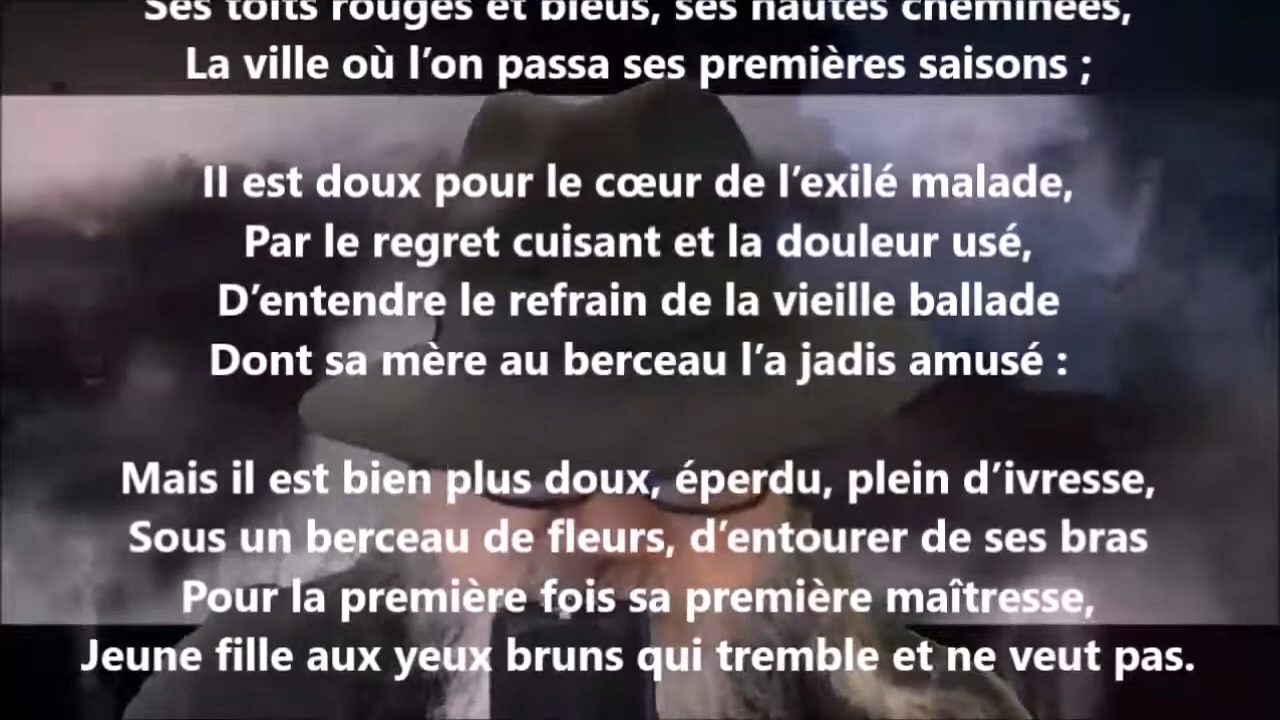 Ses toits rouges et bleus, ses hautes cheminées,
La ville où l’on passa ses premières saisons ;
Il est doux pour le cœur de l’exilé malade,
Par le regret cuisant et la douleur usé,
D’entendre le refrain de la vieille ballade
Dont sa mère au berceau l’a jadis amusé :
Mais il est bien plus doux, éperdu, plein d’ivresse,
Sous un berceau de fleurs, d’entourer de ses bras
Pour la première fois sa première maîtresse,
Jeune fille aux yeux bruns qui tremble et ne veut pas.